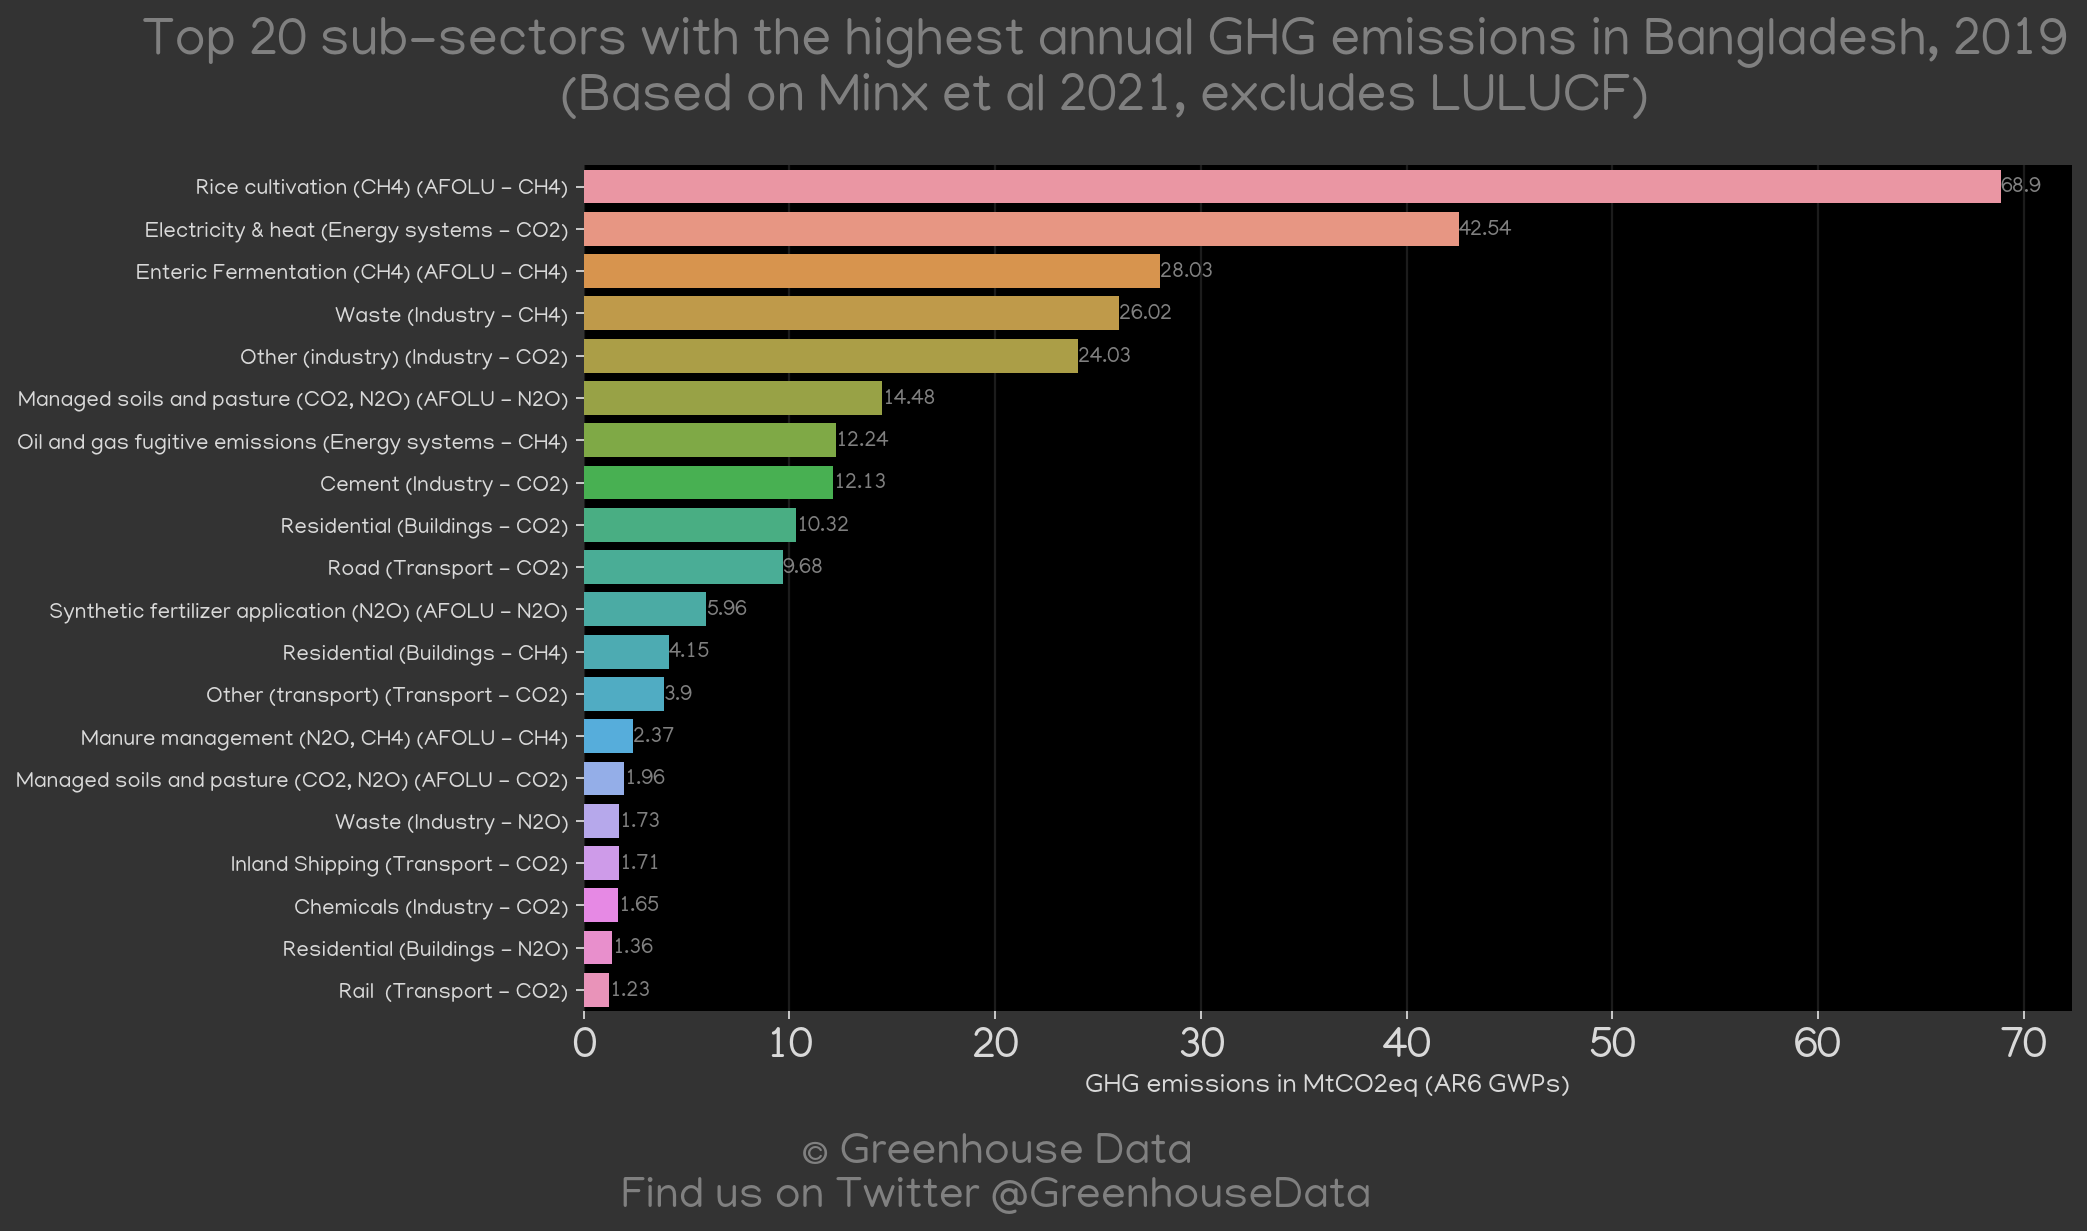 Top 20 sub-sectors with the highest annual GHG emissions in Bangladesh, 2019
(Based on Minx et al 2021, excludes LULUCF)
Rice cultivation (CH4) (AFOLU - CH4) 68.9
Electricity & heat (Energy systems - CO2) 42.54
Enteric Fermentation (CH4) (AFOLU - CH4) 28.03
Waste (Industry - CH4) 26.02
Other (industry) (Industry - CO2) 24.03
Managed soils and pasture (CO2, N2O) (AFOLU - N2O) 14.48
Oil and gas fugitive emissions (Energy systems - CH4) 12.24
Cement (Industry - CO2) 12.13
Residential (Buildings - CO2) 10.32
Road (Transport - CO2) 9.68
Synthetic fertilizer application (N2O) (AFOLU - N2O) 5.96
Residential (Buildings - CH4) 4.15
Other (transport) (Transport - CO2) 3.9
Manure management (N2O, CH4) (AFOLU - CH4) 2.37
Managed soils and pasture (CO2, N2O) (AFOLU - CO2) 1.96
Waste (Industry - N2O) 1.73
Inland Shipping (Transport - CO2) 1.71
Chemicals (Industry - CO2) 1.65
Residential (Buildings - N2O) 1.36
Rail  (Transport - CO2) 1.23
0 10 20 30 40 50 60 70
GHG emissions in MtCO2eq (AR6 GWPs)
© Greenhouse Data
Find us on Twitter @GreenhouseData